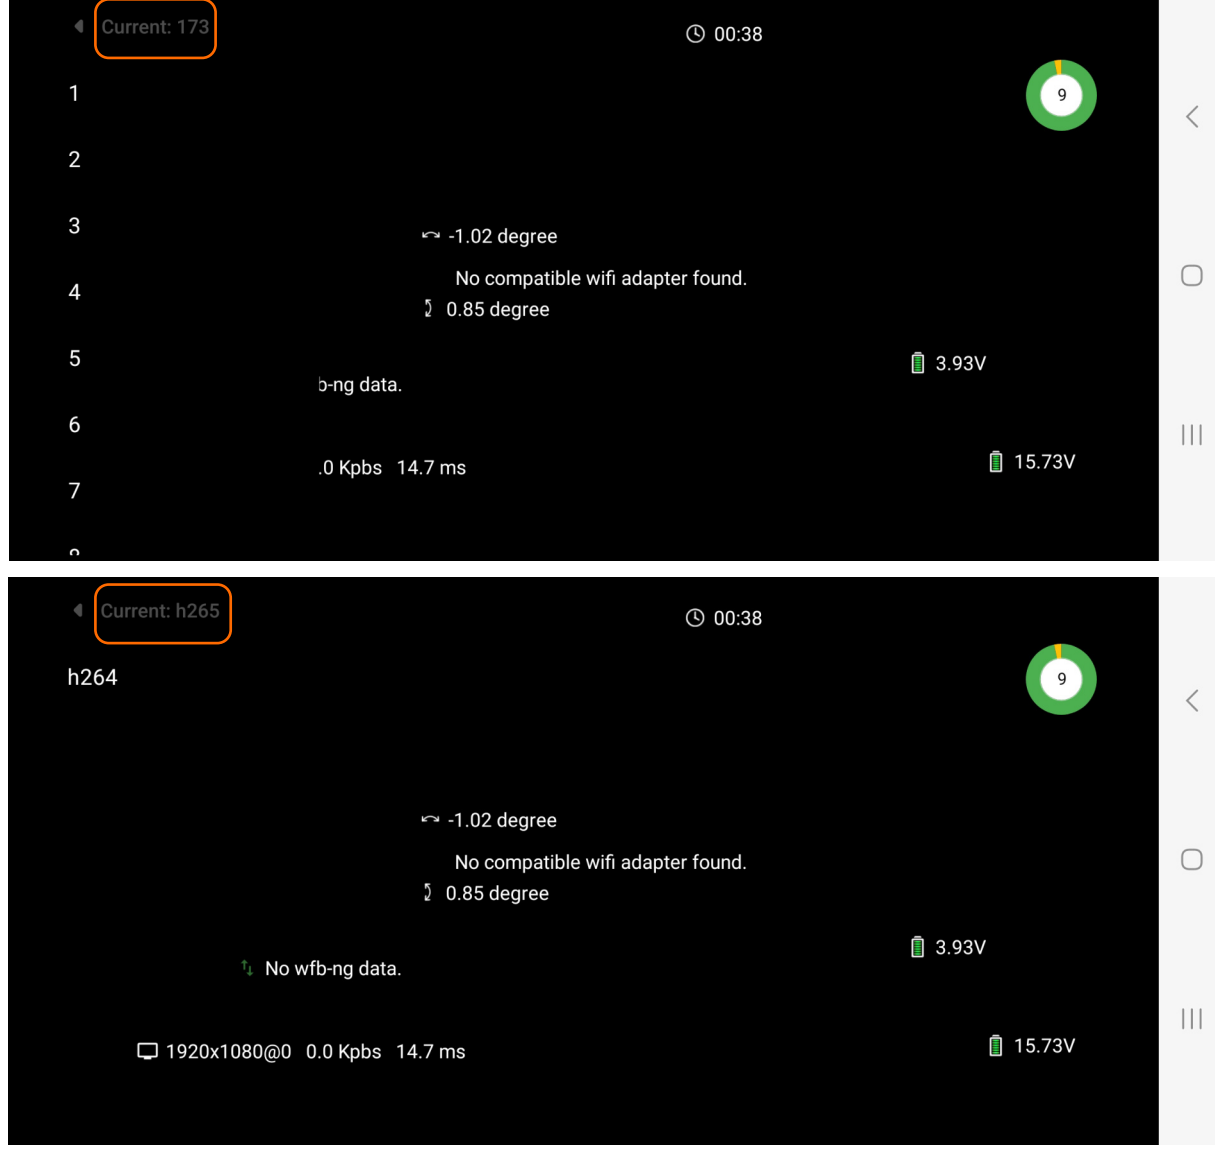 Current: 173
00:38
1
9
2
3
-1.02 degree
No compatible wifi adapter found.
4
0.85 degree
5
3.93V
b-ng data.
6
.0 Kpbs 14.7 ms
15.73V
7
Current: h265
00:38
h264
9
-1.02 degree
No compatible wifi adapter found.
0.85 degree
3.93V
No wfb-ng data.
1920x1080@0 0.0 Kpbs 14.7 ms
15.73V